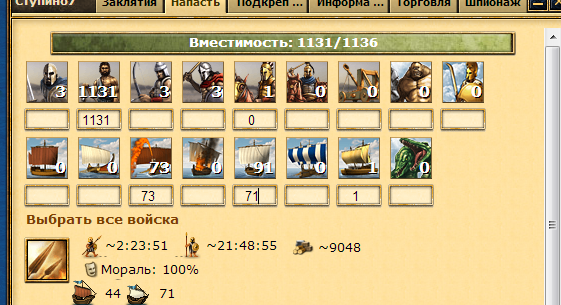 Ступино7 Заклятия Напасть Подкреп ... Информа ... Торговля Шпионаж
Вместимость: 1131/1136
3 1131 3 3 1 0 0 0 0
1131 0
0 0 73 0 91 0 1 0
73 71 1
Выбрать все войска
~2:23:51 ~21:48:55 ~9048
Мораль: 100%
44 71